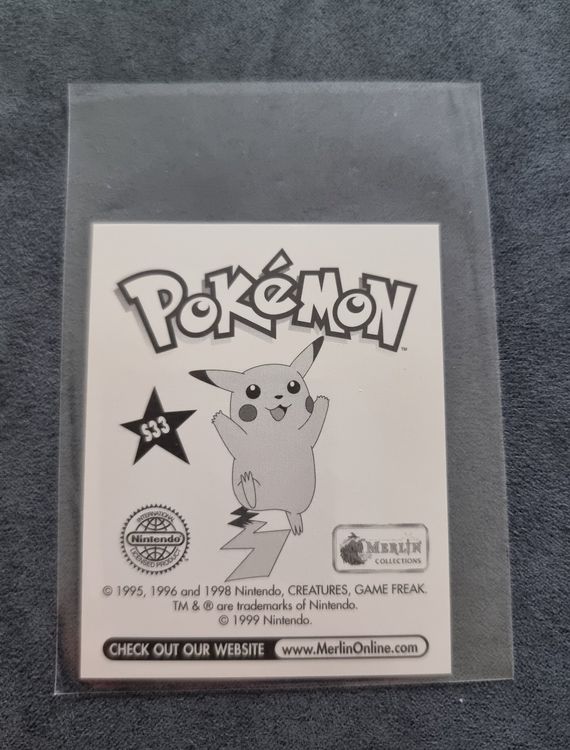 POKéMON
™
S33
INTERNATIONAL
Nintendo
LICENSED PRODUCT
MERLIN
COLLECTIONS
© 1995, 1996 and 1998 Nintendo, CREATURES, GAME FREAK.
TM & ® are trademarks of Nintendo.
© 1999 Nintendo.
CHECK OUT OUR WEBSITE www.MerlinOnline.com